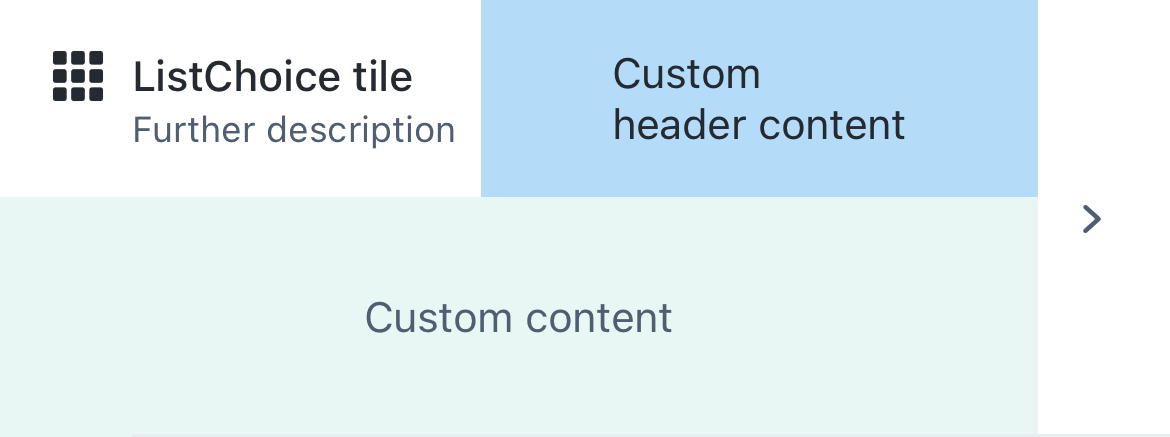 ListChoice tile
Further description
Custom
header content
Custom content